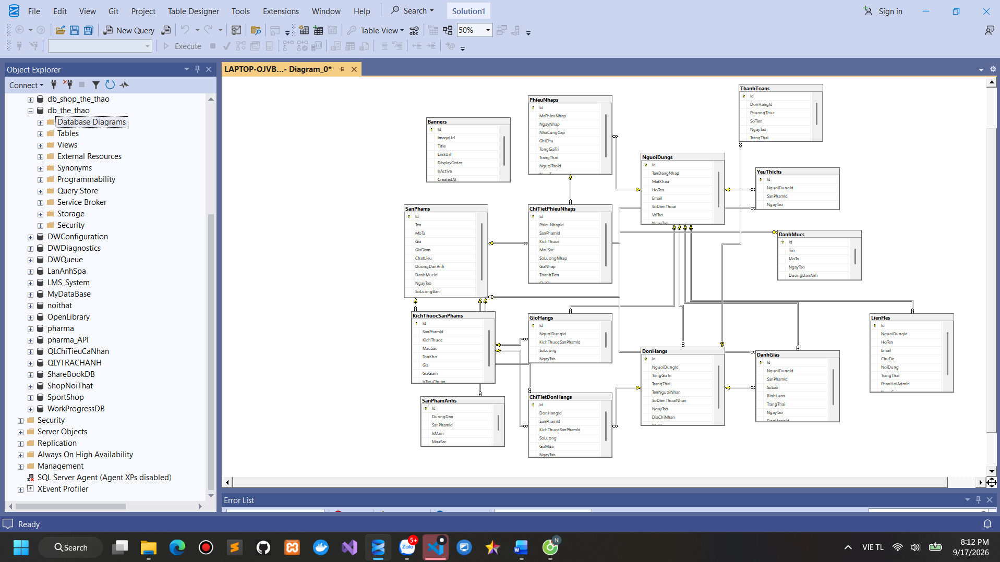 File Edit View Git Project Table Designer Tools Extensions Window Help Search Solution1 Sign in
New Query Table View 50%
Execute
Object Explorer
Connect
db_shop_the_thao
db_the_thao
Database Diagrams
Tables
Views
External Resources
Synonyms
Programmability
Query Store
Service Broker
Storage
Security
DWConfiguration
DWDiagnostics
DWQueue
LanAnhSpa
LMS_System
MyDataBase
noithat
OpenLibrary
pharma
pharma_API
QLChiTieuCaNhan
QLYTRACHANH
ShareBookDB
ShopNoiThat
SportShop
WorkProgressDB
Security
Server Objects
Replication
Always On High Availability
Management
SQL Server Agent (Agent XPs disabled)
XEvent Profiler
LAPTOP-OJVB...- Diagram_0*
Banners
Id
ImageUrl
Title
LinkUrl
DisplayOrder
IsActive
CreatedAt
PhieuNhaps
Id
MaPhieuNhap
NgayNhap
NhaCungCap
GhiChu
TongGiaTri
TrangThai
NguoiTaoId
ThanhToans
Id
DonHangId
PhuongThuc
SoTien
NgayTao
TrangThai
NguoiDungs
Id
TenDangNhap
MatKhau
HoTen
Email
SoDienThoai
VaiTro
NgayTao
YeuThichs
Id
NguoiDungId
SanPhamId
NgayTao
SanPhams
Id
Ten
MoTa
Gia
GiaGiam
ChatLieu
DuongDanAnh
DanhMucId
NgayTao
SoLuongBan
ChiTietPhieuNhaps
Id
PhieuNhapId
SanPhamId
KichThuoc
MauSac
SoLuongNhap
GiaNhap
ThanhTien
DanhMucs
Id
Ten
MoTa
NgayTao
DuongDanAnh
KichThuocSanPhams
Id
SanPhamId
KichThuoc
MauSac
TonKho
Gia
GiaGiam
IsTieuChuan
GioHangs
Id
NguoiDungId
KichThuocSanPhamId
SoLuong
NgayTao
DonHangs
Id
NguoiDungId
TongGiaTri
TrangThai
TenNguoiNhan
SoDienThoaiNhan
NgayTao
DiaChiNhan
DanhGias
Id
NguoiDungId
SanPhamId
SoSao
BinhLuan
TrangThai
NgayTao
DonHangId
LienHes
Id
NguoiDungId
HoTen
Email
ChuDe
NoiDung
TrangThai
PhanHoiAdmin
SanPhamAnhs
Id
DuongDan
SanPhamId
IsMain
MauSac
ChiTietDonHangs
Id
DonHangId
SanPhamId
KichThuocSanPhamId
SoLuong
GiaMua
NgayTao
Error List
Ready
Search
Zalo
5+
N
VIE TL
8:12 PM
9/17/2026